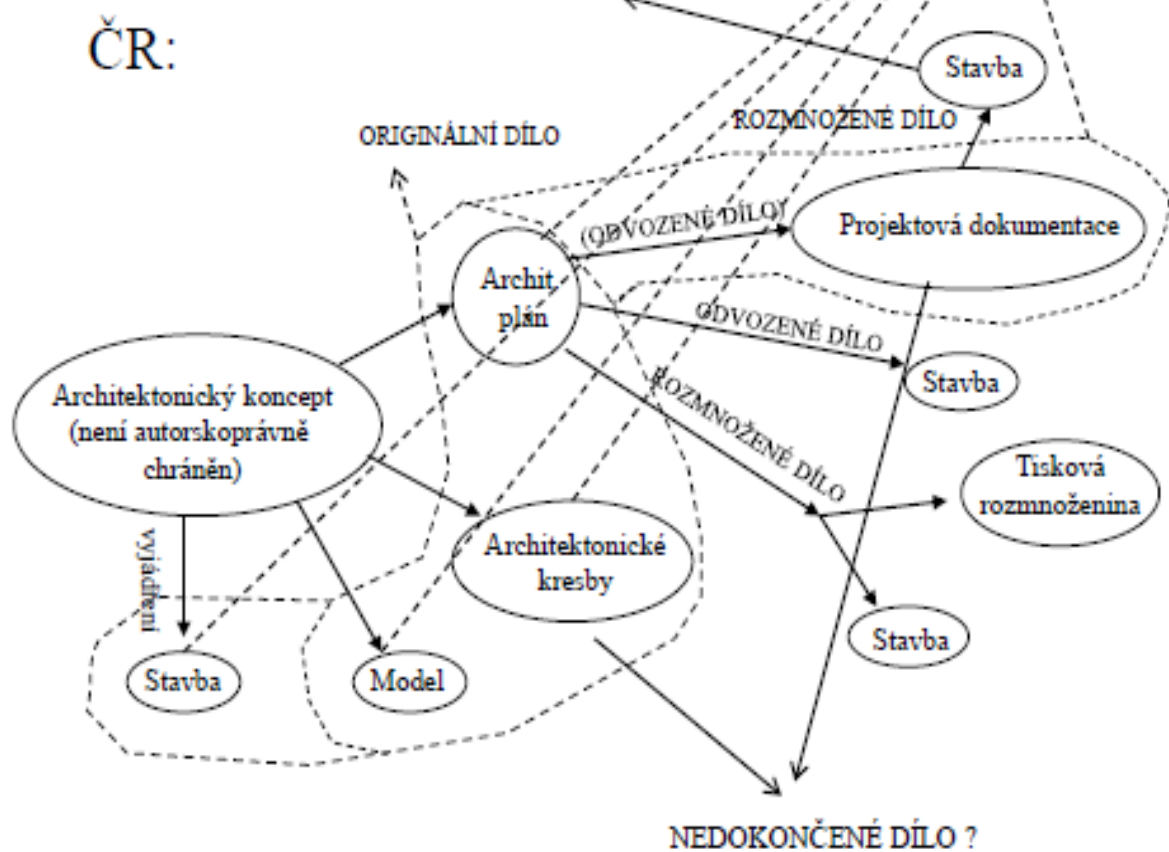 ČR:
Stavba
ROZMNOŽENÉ DÍLO
ORIGINÁLNÍ DÍLO
(ODVOZENÉ DÍLO)
Projektová dokumentace
Archit.
plán
ODVOZENÉ DÍLO
Stavba
Architektonický koncept
(není autorskoprávně
chráněn)
ROZMNOŽENÉ DÍLO
Tisková
rozmnoženina
vyjádření
Architektonické
kresby
Stavba
Stavba
Model
NEDOKONČENÉ DÍLO ?